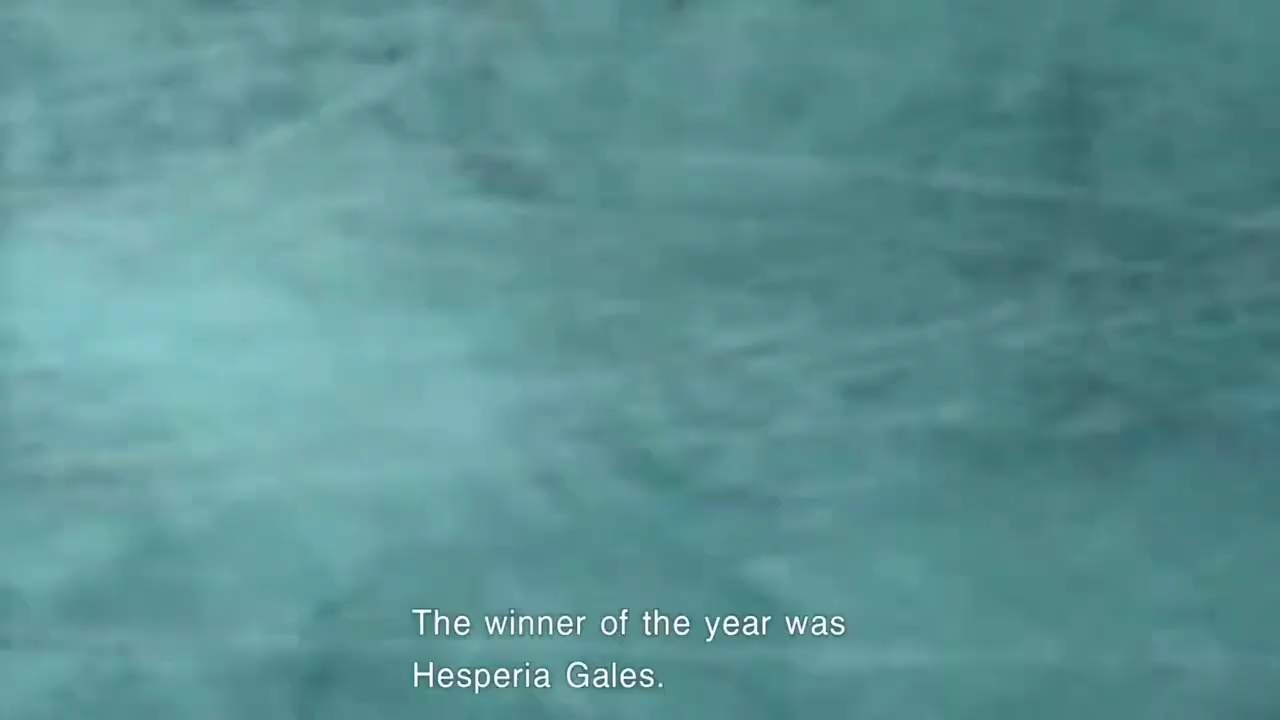 The winner of the year was
Hesperia Gales.